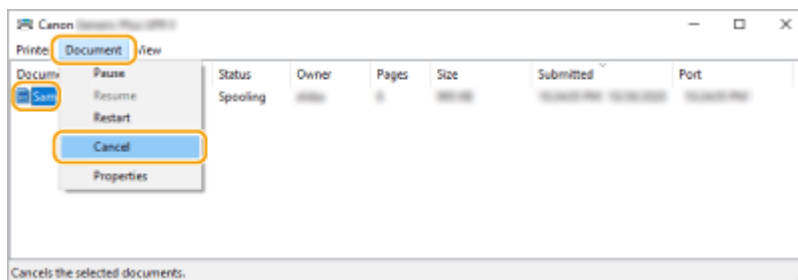 Canon
Printe Document View
Docum Status Owner Pages Size Submitted Port
Pause
Sam Resume Spooling
Restart
Cancel
Properties
Cancels the selected documents.